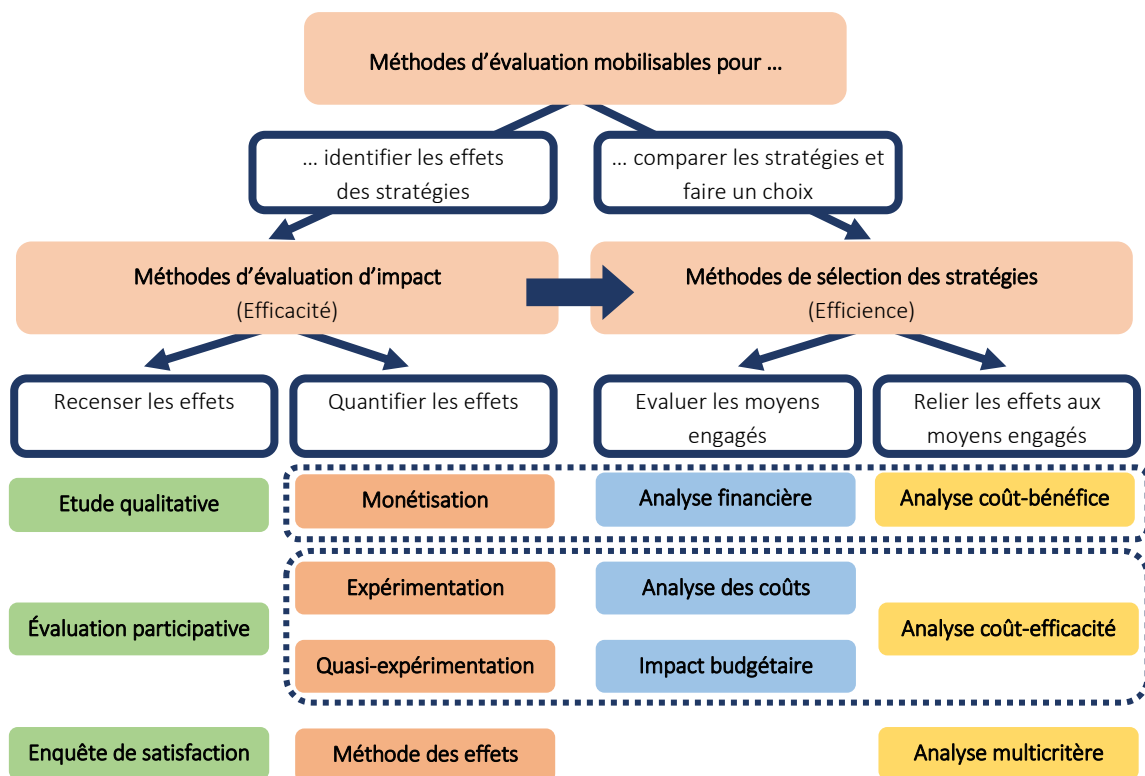 Méthodes d’évaluation mobilisables pour ...
... identifier les effets
des stratégies
... comparer les stratégies et
faire un choix
Méthodes d’évaluation d’impact
(Efficacité)
Méthodes de sélection des stratégies
(Efficience)
Recenser les effets
Quantifier les effets
Evaluer les moyens
engagés
Relier les effets aux
moyens engagés
Etude qualitative
Monétisation
Analyse financière
Analyse coût-bénéfice
Expérimentation
Analyse des coûts
Évaluation participative
Analyse coût-efficacité
Quasi-expérimentation
Impact budgétaire
Enquête de satisfaction
Méthode des effets
Analyse multicritère